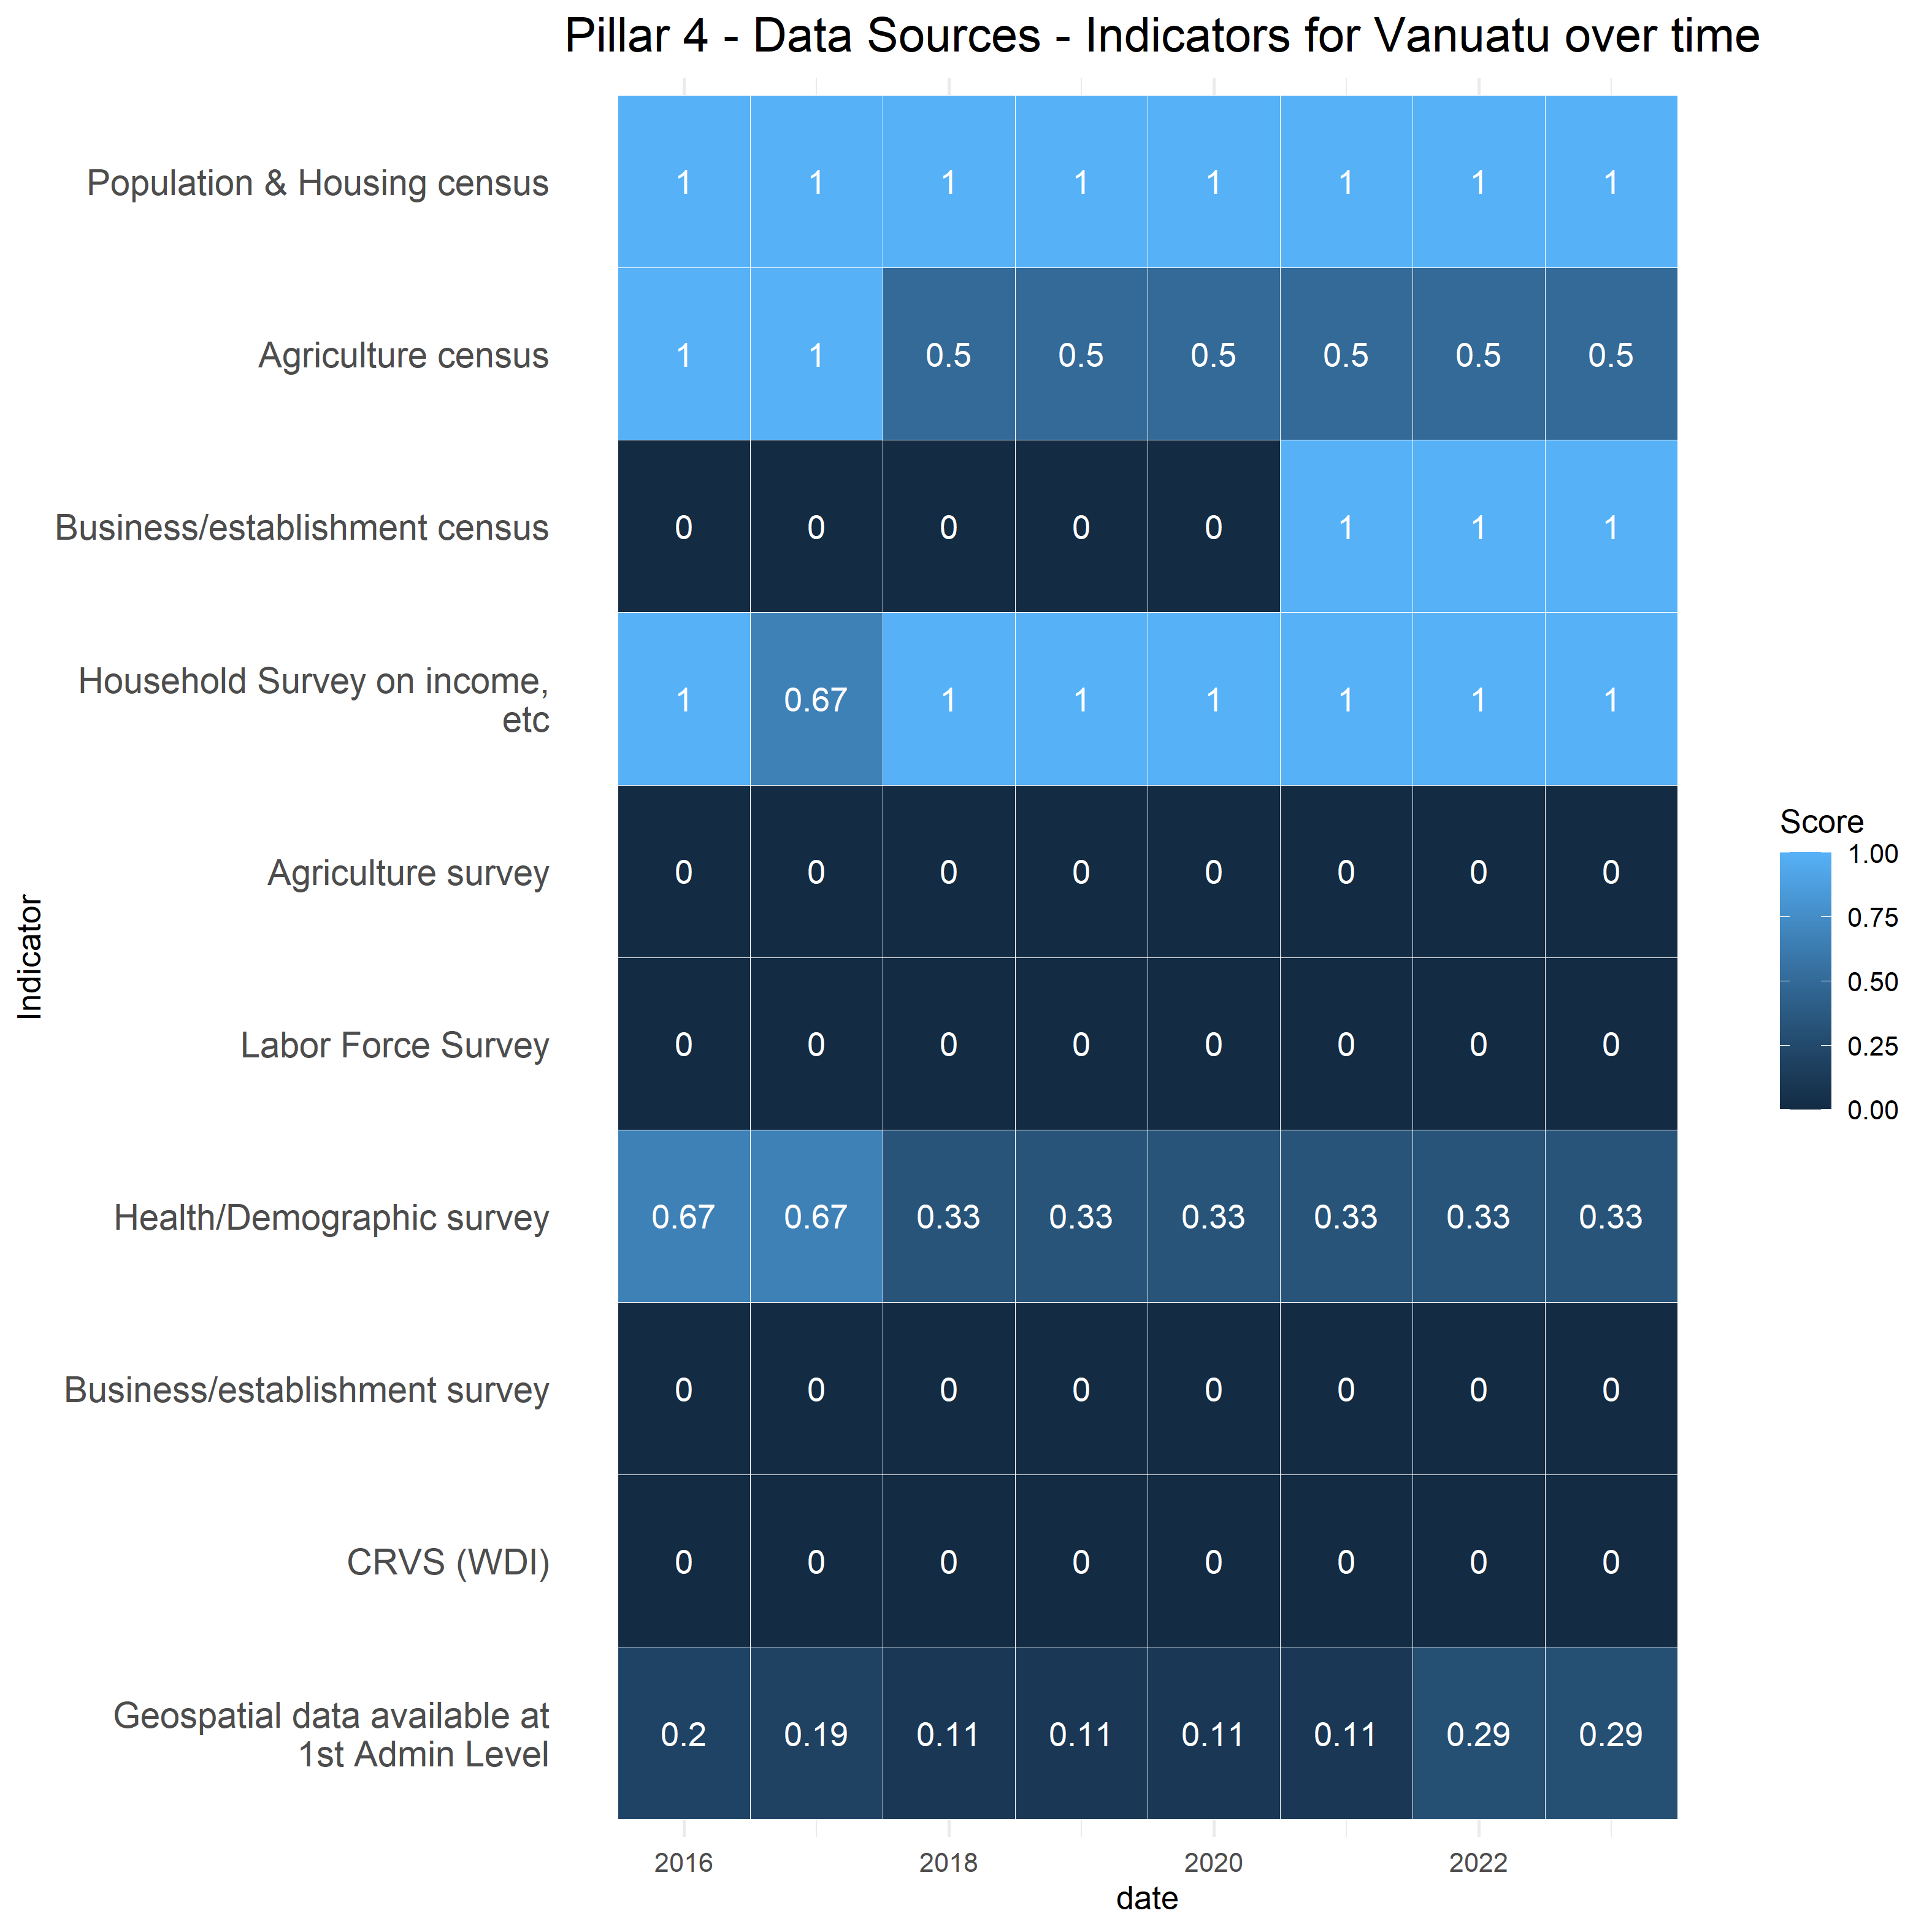 Pillar 4 - Data Sources - Indicators for Vanuatu over time
Population & Housing census
1 1 1 1 1 1 1 1
Agriculture census
1 1 0.5 0.5 0.5 0.5 0.5 0.5
Business/establishment census
0 0 0 0 0 1 1 1
Household Survey on income,
etc
1 0.67 1 1 1 1 1 1
Agriculture survey
0 0 0 0 0 0 0 0
Labor Force Survey
0 0 0 0 0 0 0 0
Health/Demographic survey
0.67 0.67 0.33 0.33 0.33 0.33 0.33 0.33
Business/establishment survey
0 0 0 0 0 0 0 0
CRVS (WDI)
0 0 0 0 0 0 0 0
Geospatial data available at
1st Admin Level
0.2 0.19 0.11 0.11 0.11 0.11 0.29 0.29
2016 2018 2020 2022
date
Indicator
Score
1.00
0.75
0.50
0.25
0.00